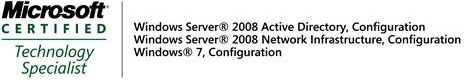 Microsoft®
CERTIFIED
Technology
Specialist
Windows Server® 2008 Active Directory, Configuration
Windows Server® 2008 Network Infrastructure, Configuration
Windows® 7, Configuration